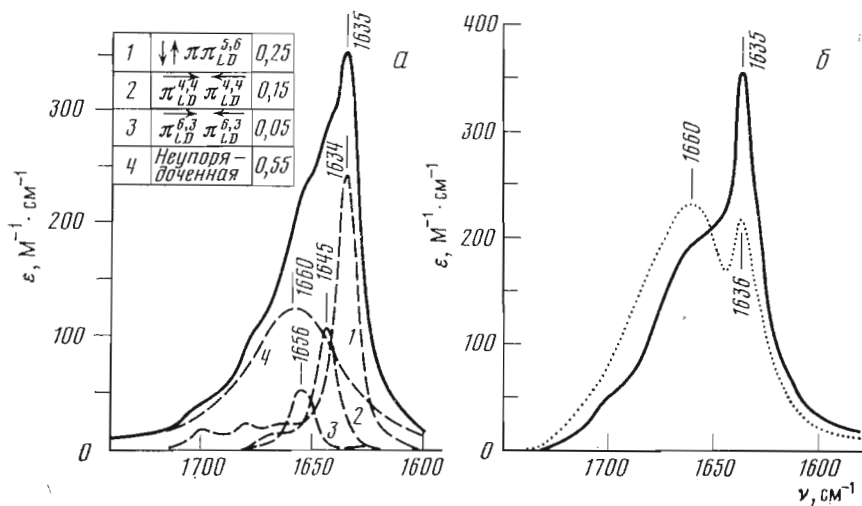 1 ↓↑ ππ 5,6 LD 0,25
2 π 4,4 LD π 4,4 LD 0,15
3 π 6,3 LD π 6,3 LD 0,05
4 Неупоря-
доченная 0,55
а
1635
1634
1645
1660
1656
1
2
3
4
ε, М⁻¹·см⁻¹
300
200
100
0
1700
1650
1600
б
1635
1660
1636
ε, М⁻¹·см⁻¹
400
300
200
100
0
1700
1650
1600
ν, см⁻¹